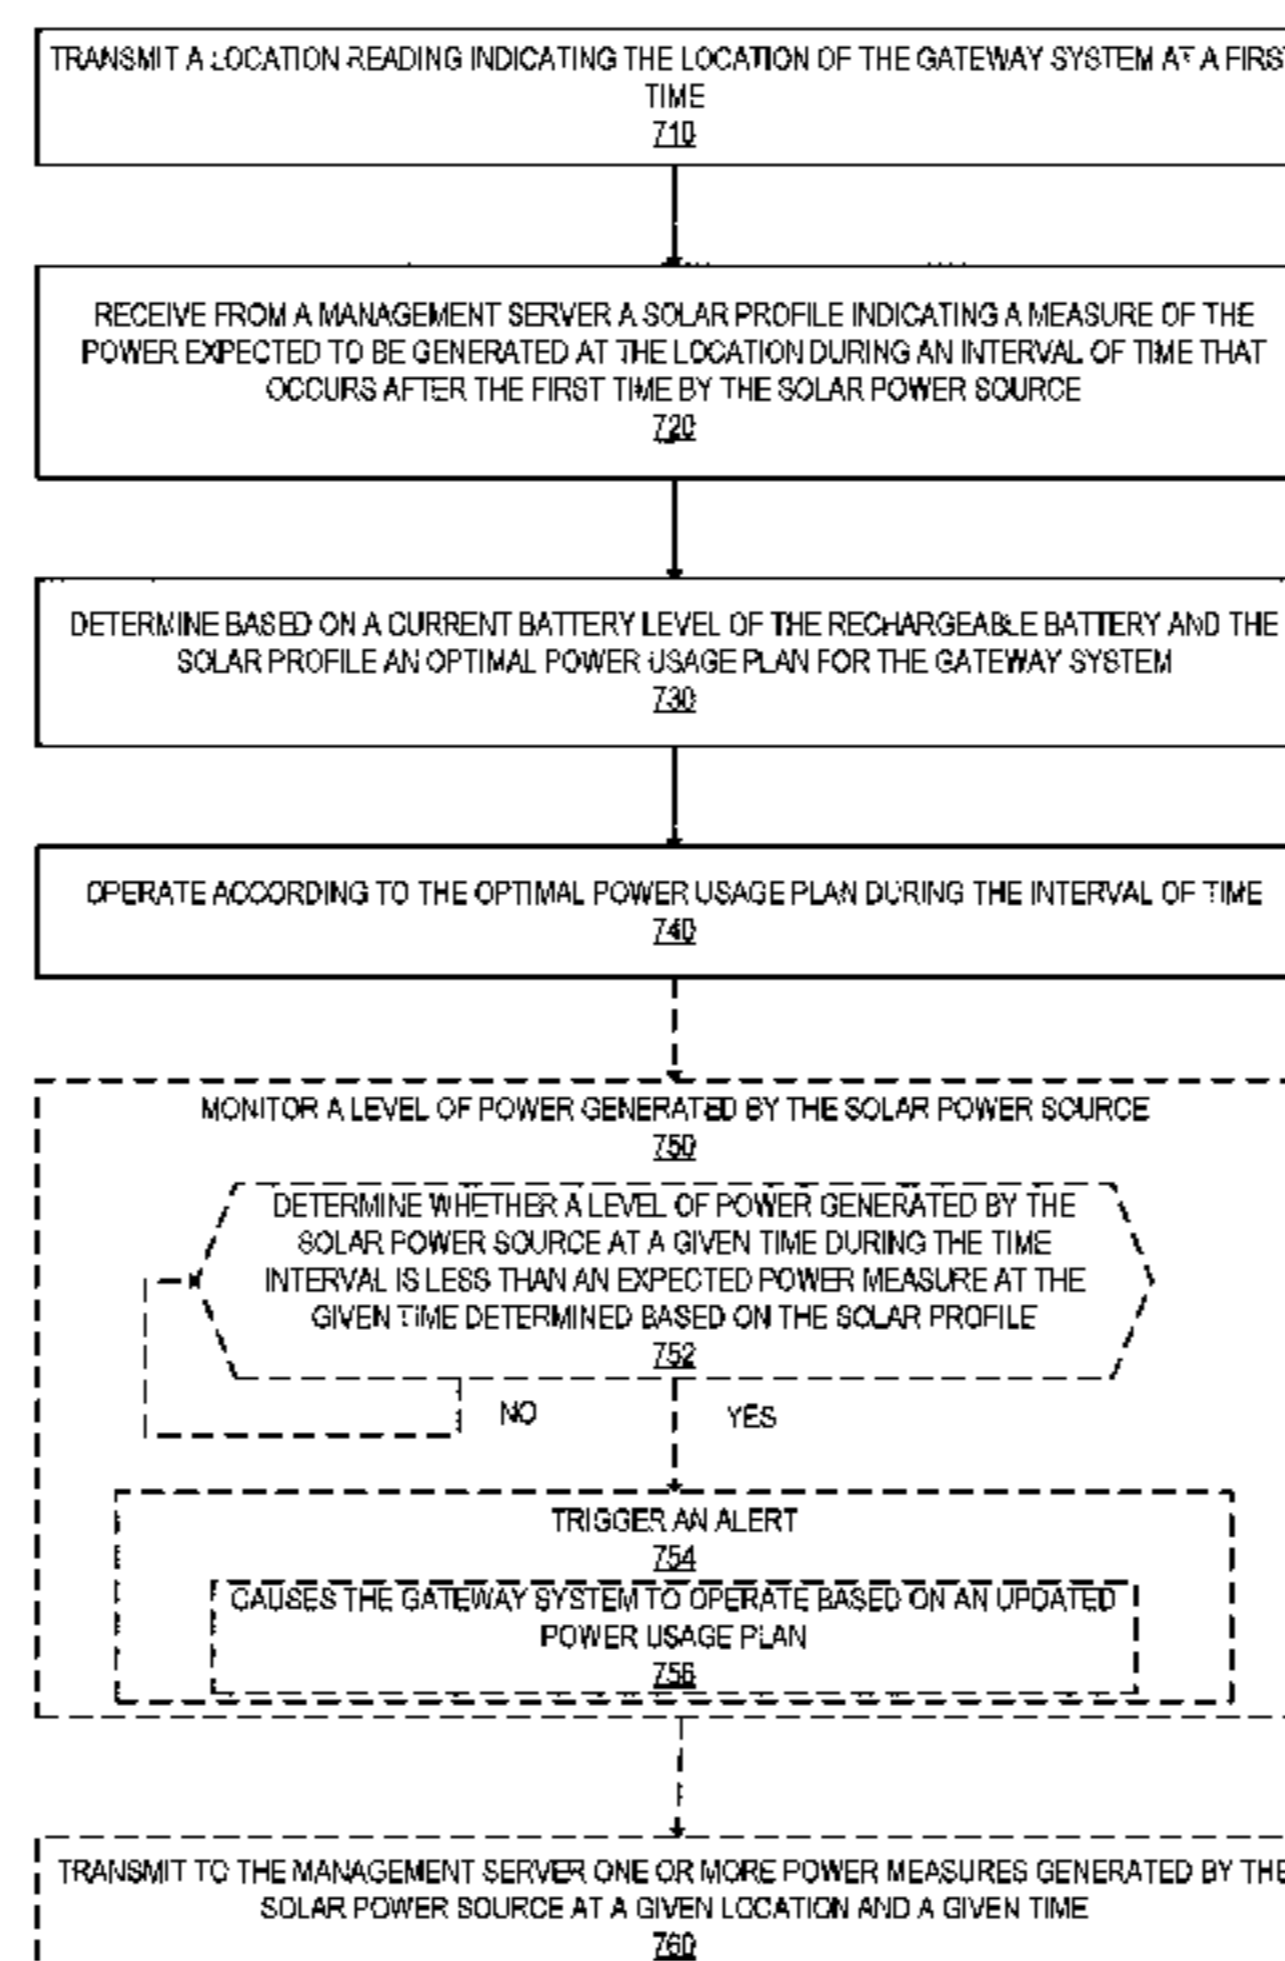 TRANSMIT A LOCATION READING INDICATING THE LOCATION OF THE GATEWAY SYSTEM AT A FIRST
TIME
710
RECEIVE FROM A MANAGEMENT SERVER A SOLAR PROFILE INDICATING A MEASURE OF THE
POWER EXPECTED TO BE GENERATED AT THE LOCATION DURING AN INTERVAL OF TIME THAT
OCCURS AFTER THE FIRST TIME BY THE SOLAR POWER SOURCE
720
DETERMINE BASED ON A CURRENT BATTERY LEVEL OF THE RECHARGEABLE BATTERY AND THE
SOLAR PROFILE AN OPTIMAL POWER USAGE PLAN FOR THE GATEWAY SYSTEM
730
OPERATE ACCORDING TO THE OPTIMAL POWER USAGE PLAN DURING THE INTERVAL OF TIME
740
MONITOR A LEVEL OF POWER GENERATED BY THE SOLAR POWER SOURCE
750
DETERMINE WHETHER A LEVEL OF POWER GENERATED BY THE
SOLAR POWER SOURCE AT A GIVEN TIME DURING THE TIME
INTERVAL IS LESS THAN AN EXPECTED POWER MEASURE AT THE
GIVEN TIME DETERMINED BASED ON THE SOLAR PROFILE
752
NO
YES
TRIGGER AN ALERT
754
CAUSES THE GATEWAY SYSTEM TO OPERATE BASED ON AN UPDATED
POWER USAGE PLAN
756
TRANSMIT TO THE MANAGEMENT SERVER ONE OR MORE POWER MEASURES GENERATED BY THE
SOLAR POWER SOURCE AT A GIVEN LOCATION AND A GIVEN TIME
760